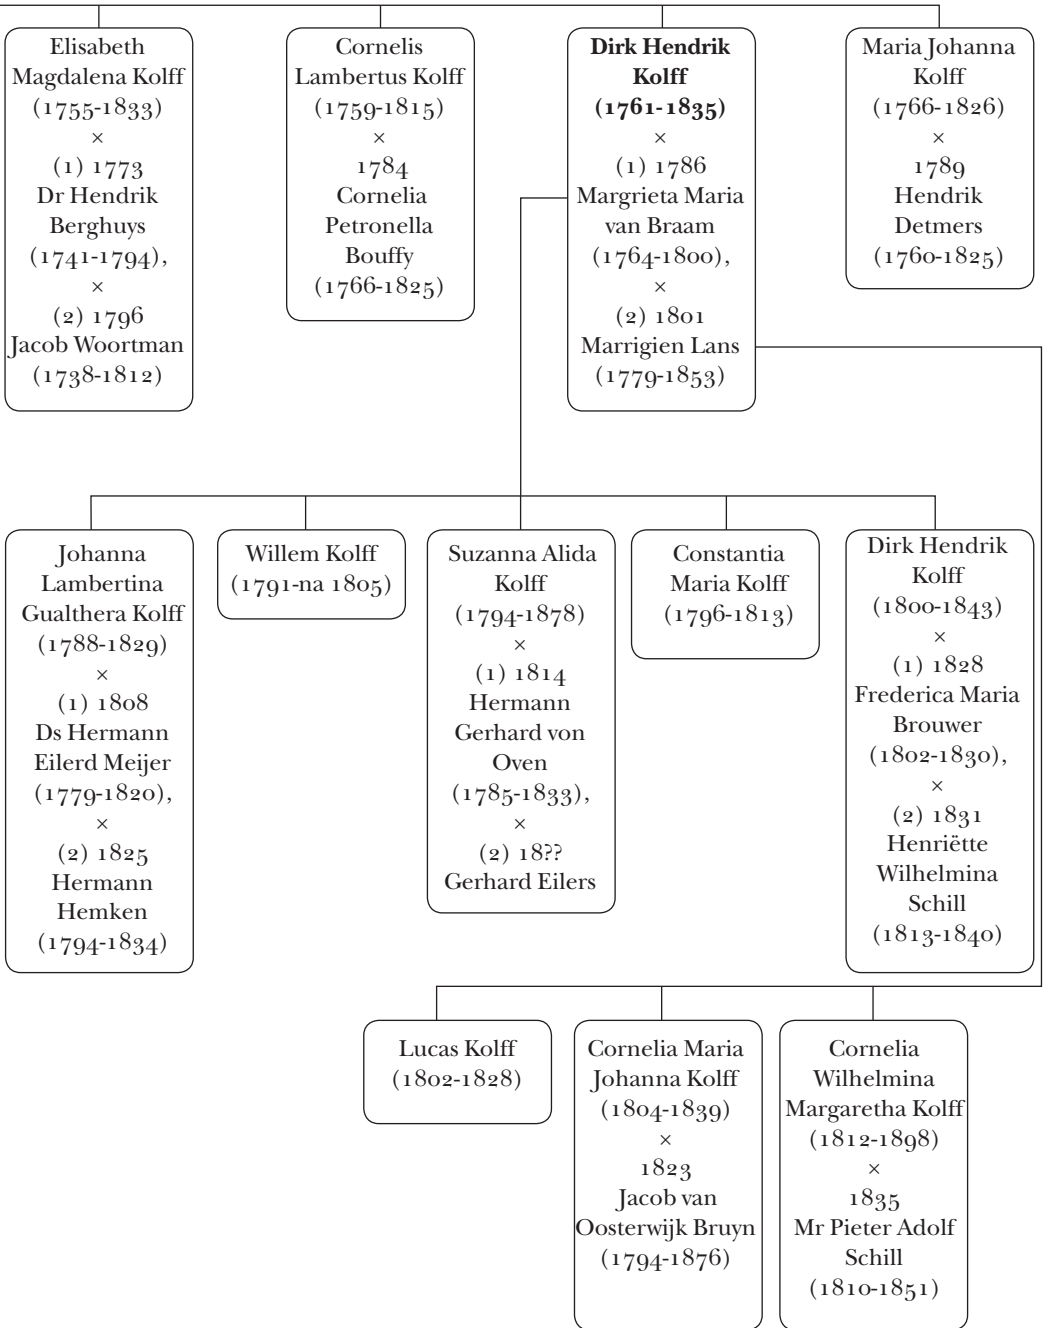 Elisabeth
Magdalena Kolff
(1755-1833)
×
(1) 1773
Dr Hendrik
Berghuys
(1741-1794),
×
(2) 1796
Jacob Woortman
(1738-1812)
Cornelis
Lambertus Kolff
(1759-1815)
×
1784
Cornelia
Petronella
Bouffy
(1766-1825)
Dirk Hendrik
Kolff
(1761-1835)
×
(1) 1786
Margrieta Maria
van Braam
(1764-1800),
×
(2) 1801
Marrigien Lans
(1779-1853)
Maria Johanna
Kolff
(1766-1826)
×
1789
Hendrik
Detmers
(1760-1825)
Johanna
Lambertina
Gualthera Kolff
(1788-1829)
×
(1) 1808
Ds Hermann
Eilerd Meijer
(1779-1820),
×
(2) 1825
Hermann
Hemken
(1794-1834)
Willem Kolff
(1791-na 1805)
Suzanna Alida
Kolff
(1794-1878)
×
(1) 1814
Hermann
Gerhard von
Oven
(1785-1833),
×
(2) 18??
Gerhard Eilers
Constantia
Maria Kolff
(1796-1813)
Dirk Hendrik
Kolff
(1800-1843)
×
(1) 1828
Frederica Maria
Brouwer
(1802-1830),
×
(2) 1831
Henriëtte
Wilhelmina
Schill
(1813-1840)
Lucas Kolff
(1802-1828)
Cornelia Maria
Johanna Kolff
(1804-1839)
×
1823
Jacob van
Oosterwijk Bruyn
(1794-1876)
Cornelia
Wilhelmina
Margaretha Kolff
(1812-1898)
×
1835
Mr Pieter Adolf
Schill
(1810-1851)